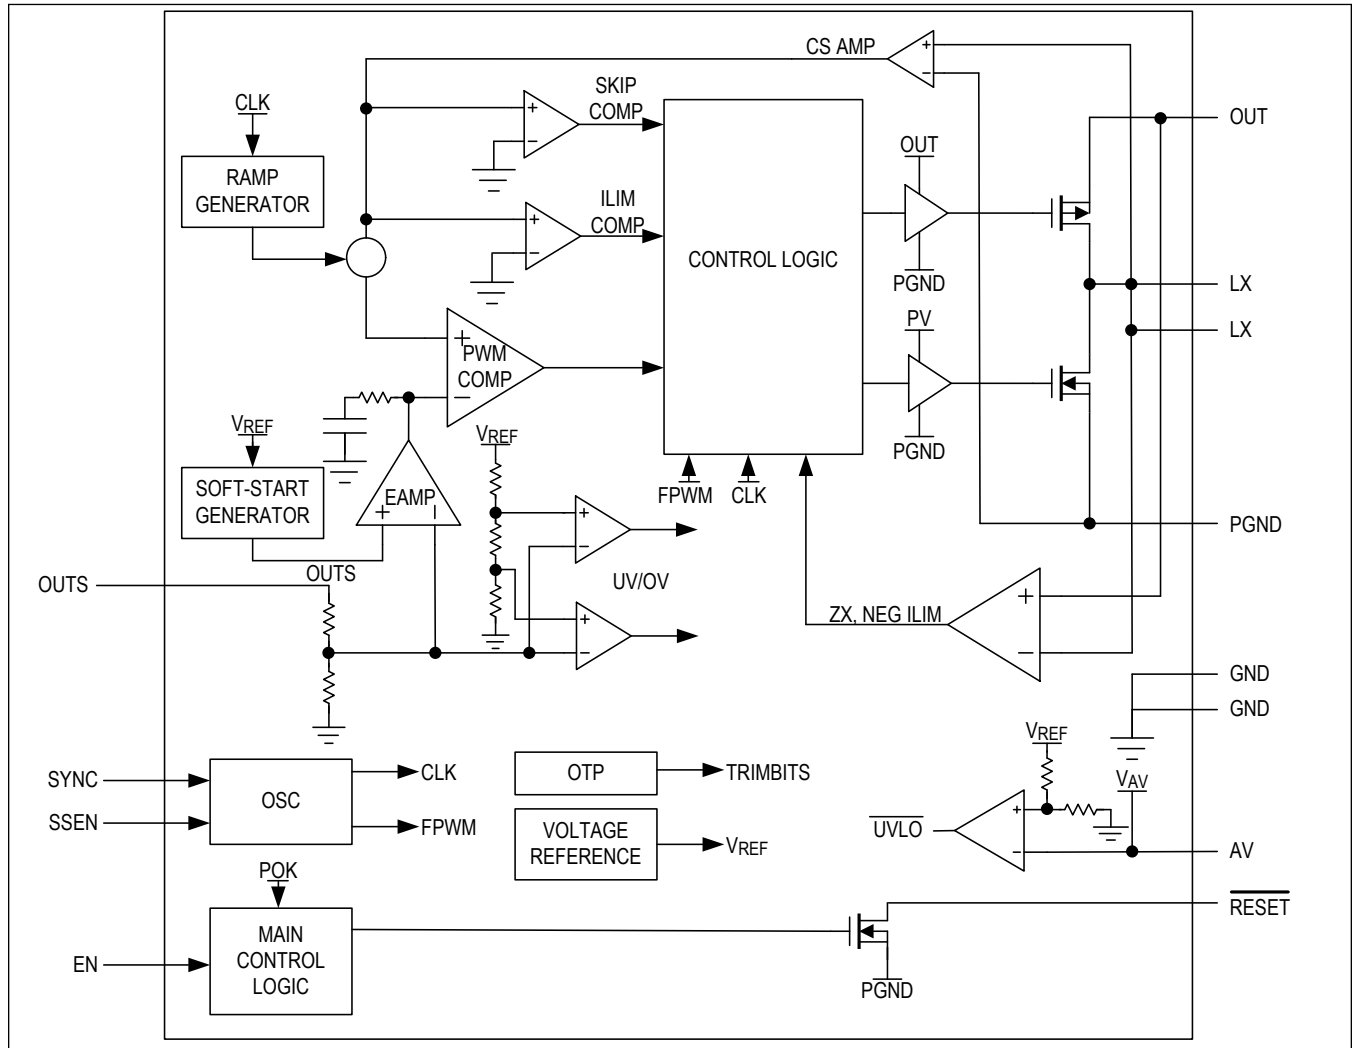 CS AMP
+
−
OUT
SKIP
COMP
+
−
CLK
RAMP
GENERATOR
ILIM
COMP
+
−
CONTROL LOGIC
OUT
PGND
LX
LX
PV
PGND
+
PWM
COMP
−
VREF
SOFT-START
GENERATOR
EAMP
+
−
VREF
FPWM
CLK
PGND
+
−
UV/OV
+
−
OUTS
OUTS
ZX, NEG ILIM
+
−
GND
GND
VREF
VAV
UVLO
+
−
AV
SYNC
SSEN
OSC
CLK
FPWM
OTP
TRIMBITS
VOLTAGE
REFERENCE
VREF
POK
EN
MAIN
CONTROL
LOGIC
RESET
PGND